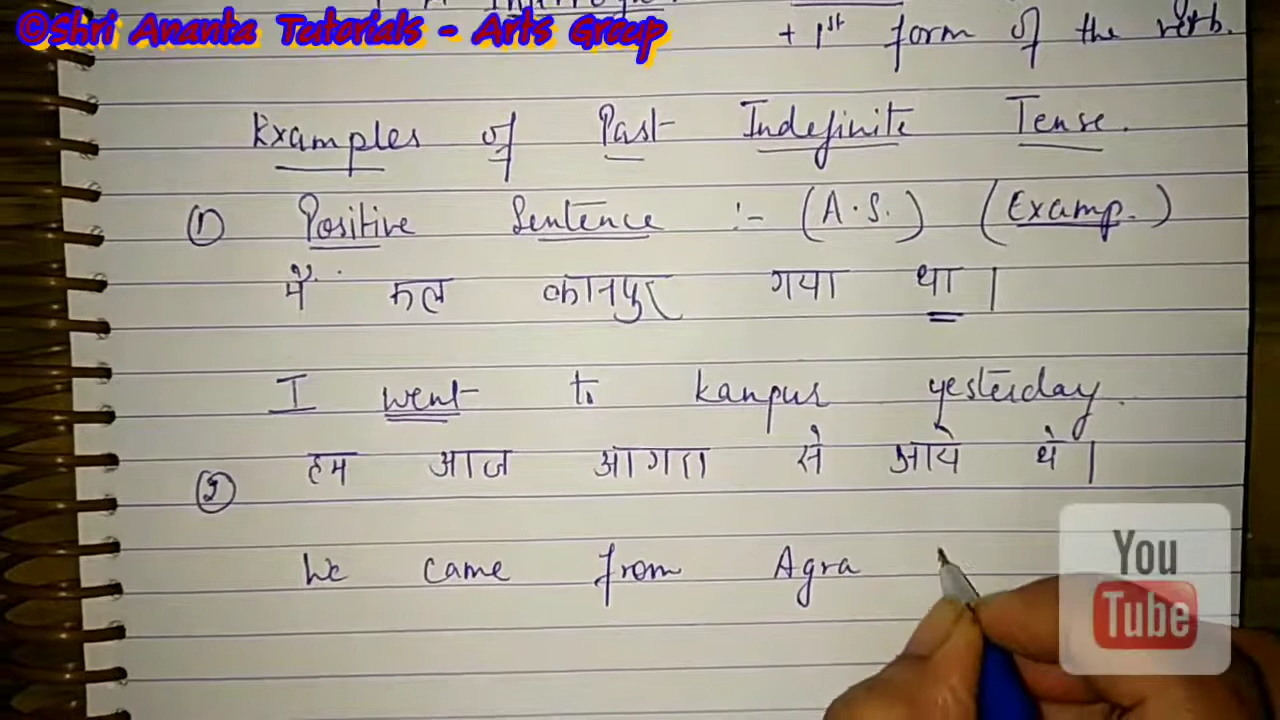 ©Shri Ananta Tutorials - Arts Group
+ 1st form of the verb.
Examples of Past Indefinite Tense.
① Positive Sentence :- (A.S.) (Examp.)
मैं कल कानपुर गया था।
I went to Kanpur yesterday.
② हम आज आगरा से आये थे।
We came from Agra
You
Tube